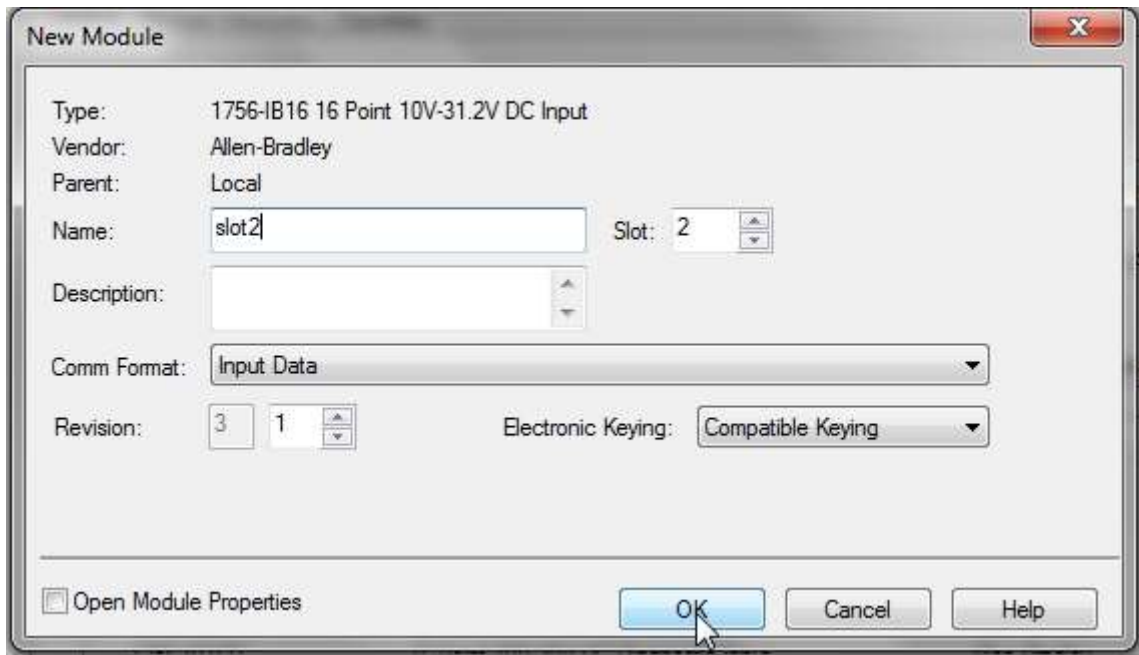 New Module
Type: 1756-IB16 16 Point 10V-31.2V DC Input
Vendor: Allen-Bradley
Parent: Local
Name: slot2 Slot: 2
Description:
Comm Format: Input Data
Revision: 3 1 Electronic Keying: Compatible Keying
Open Module Properties OK Cancel Help